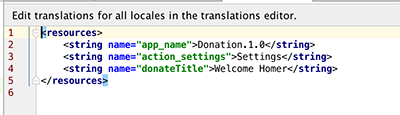 Edit translations for all locales in the translations editor.
1 <resources>
2 <string name="app_name">Donation.1.0</string>
3 <string name="action_settings">Settings</string>
4 <string name="donateTitle">Welcome Homer</string>
5 </resources>
6